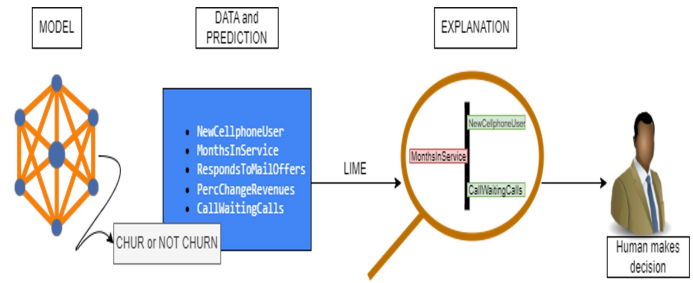 MODEL
DATA and
PREDICTION
EXPLANATION
NewCellphoneUser
MonthsInService
RespondsToMailOffers
PercChangeRevenues
CallWaitingCalls
CHUR or NOT CHURN
LIME
NewCellphoneUser
MonthsInService
CallWaitingCalls
Human makes
decision